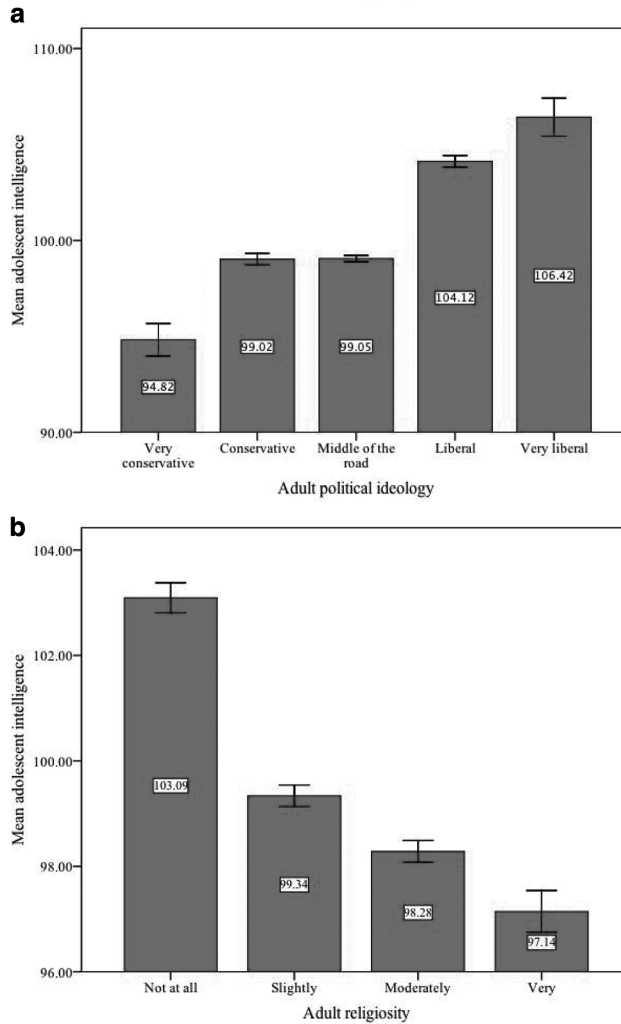 a
110.00
100.00
90.00
Mean adolescent intelligence
94.82
99.02
99.05
104.12
106.42
Very
conservative
Conservative
Middle of the
road
Liberal
Very liberal
Adult political ideology
b
104.00
102.00
100.00
98.00
96.00
Mean adolescent intelligence
103.09
99.34
98.28
97.14
Not at all
Slightly
Moderately
Very
Adult religiosity